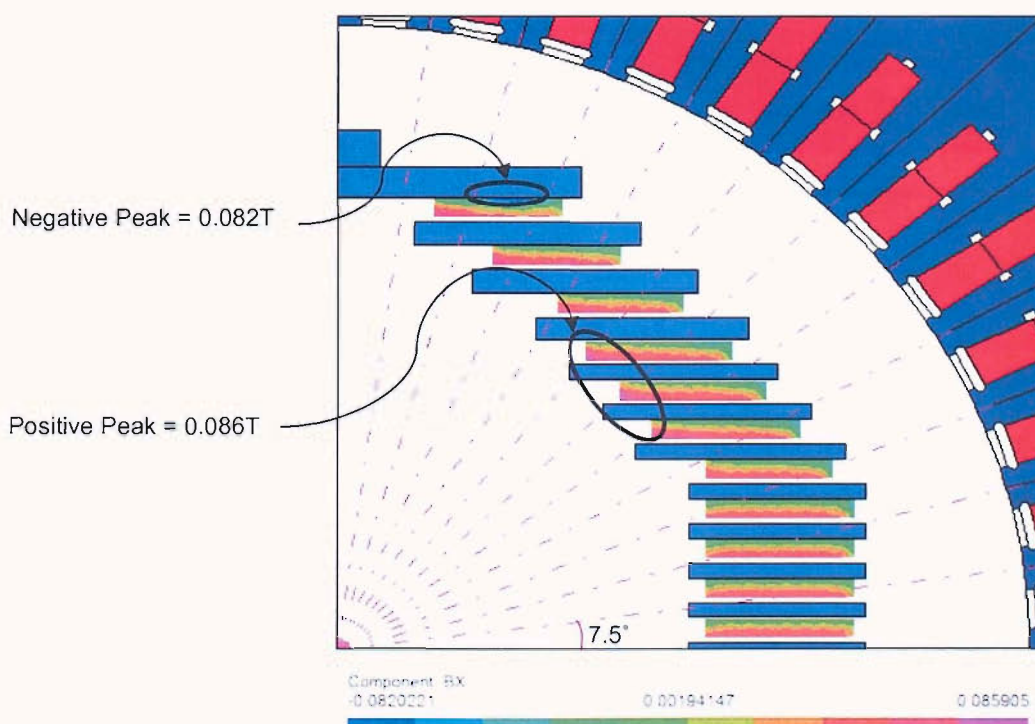 Negative Peak = 0.082T
Positive Peak = 0.086T
7.5°
Component BX
-0.0820221 0.00194147 0.085905